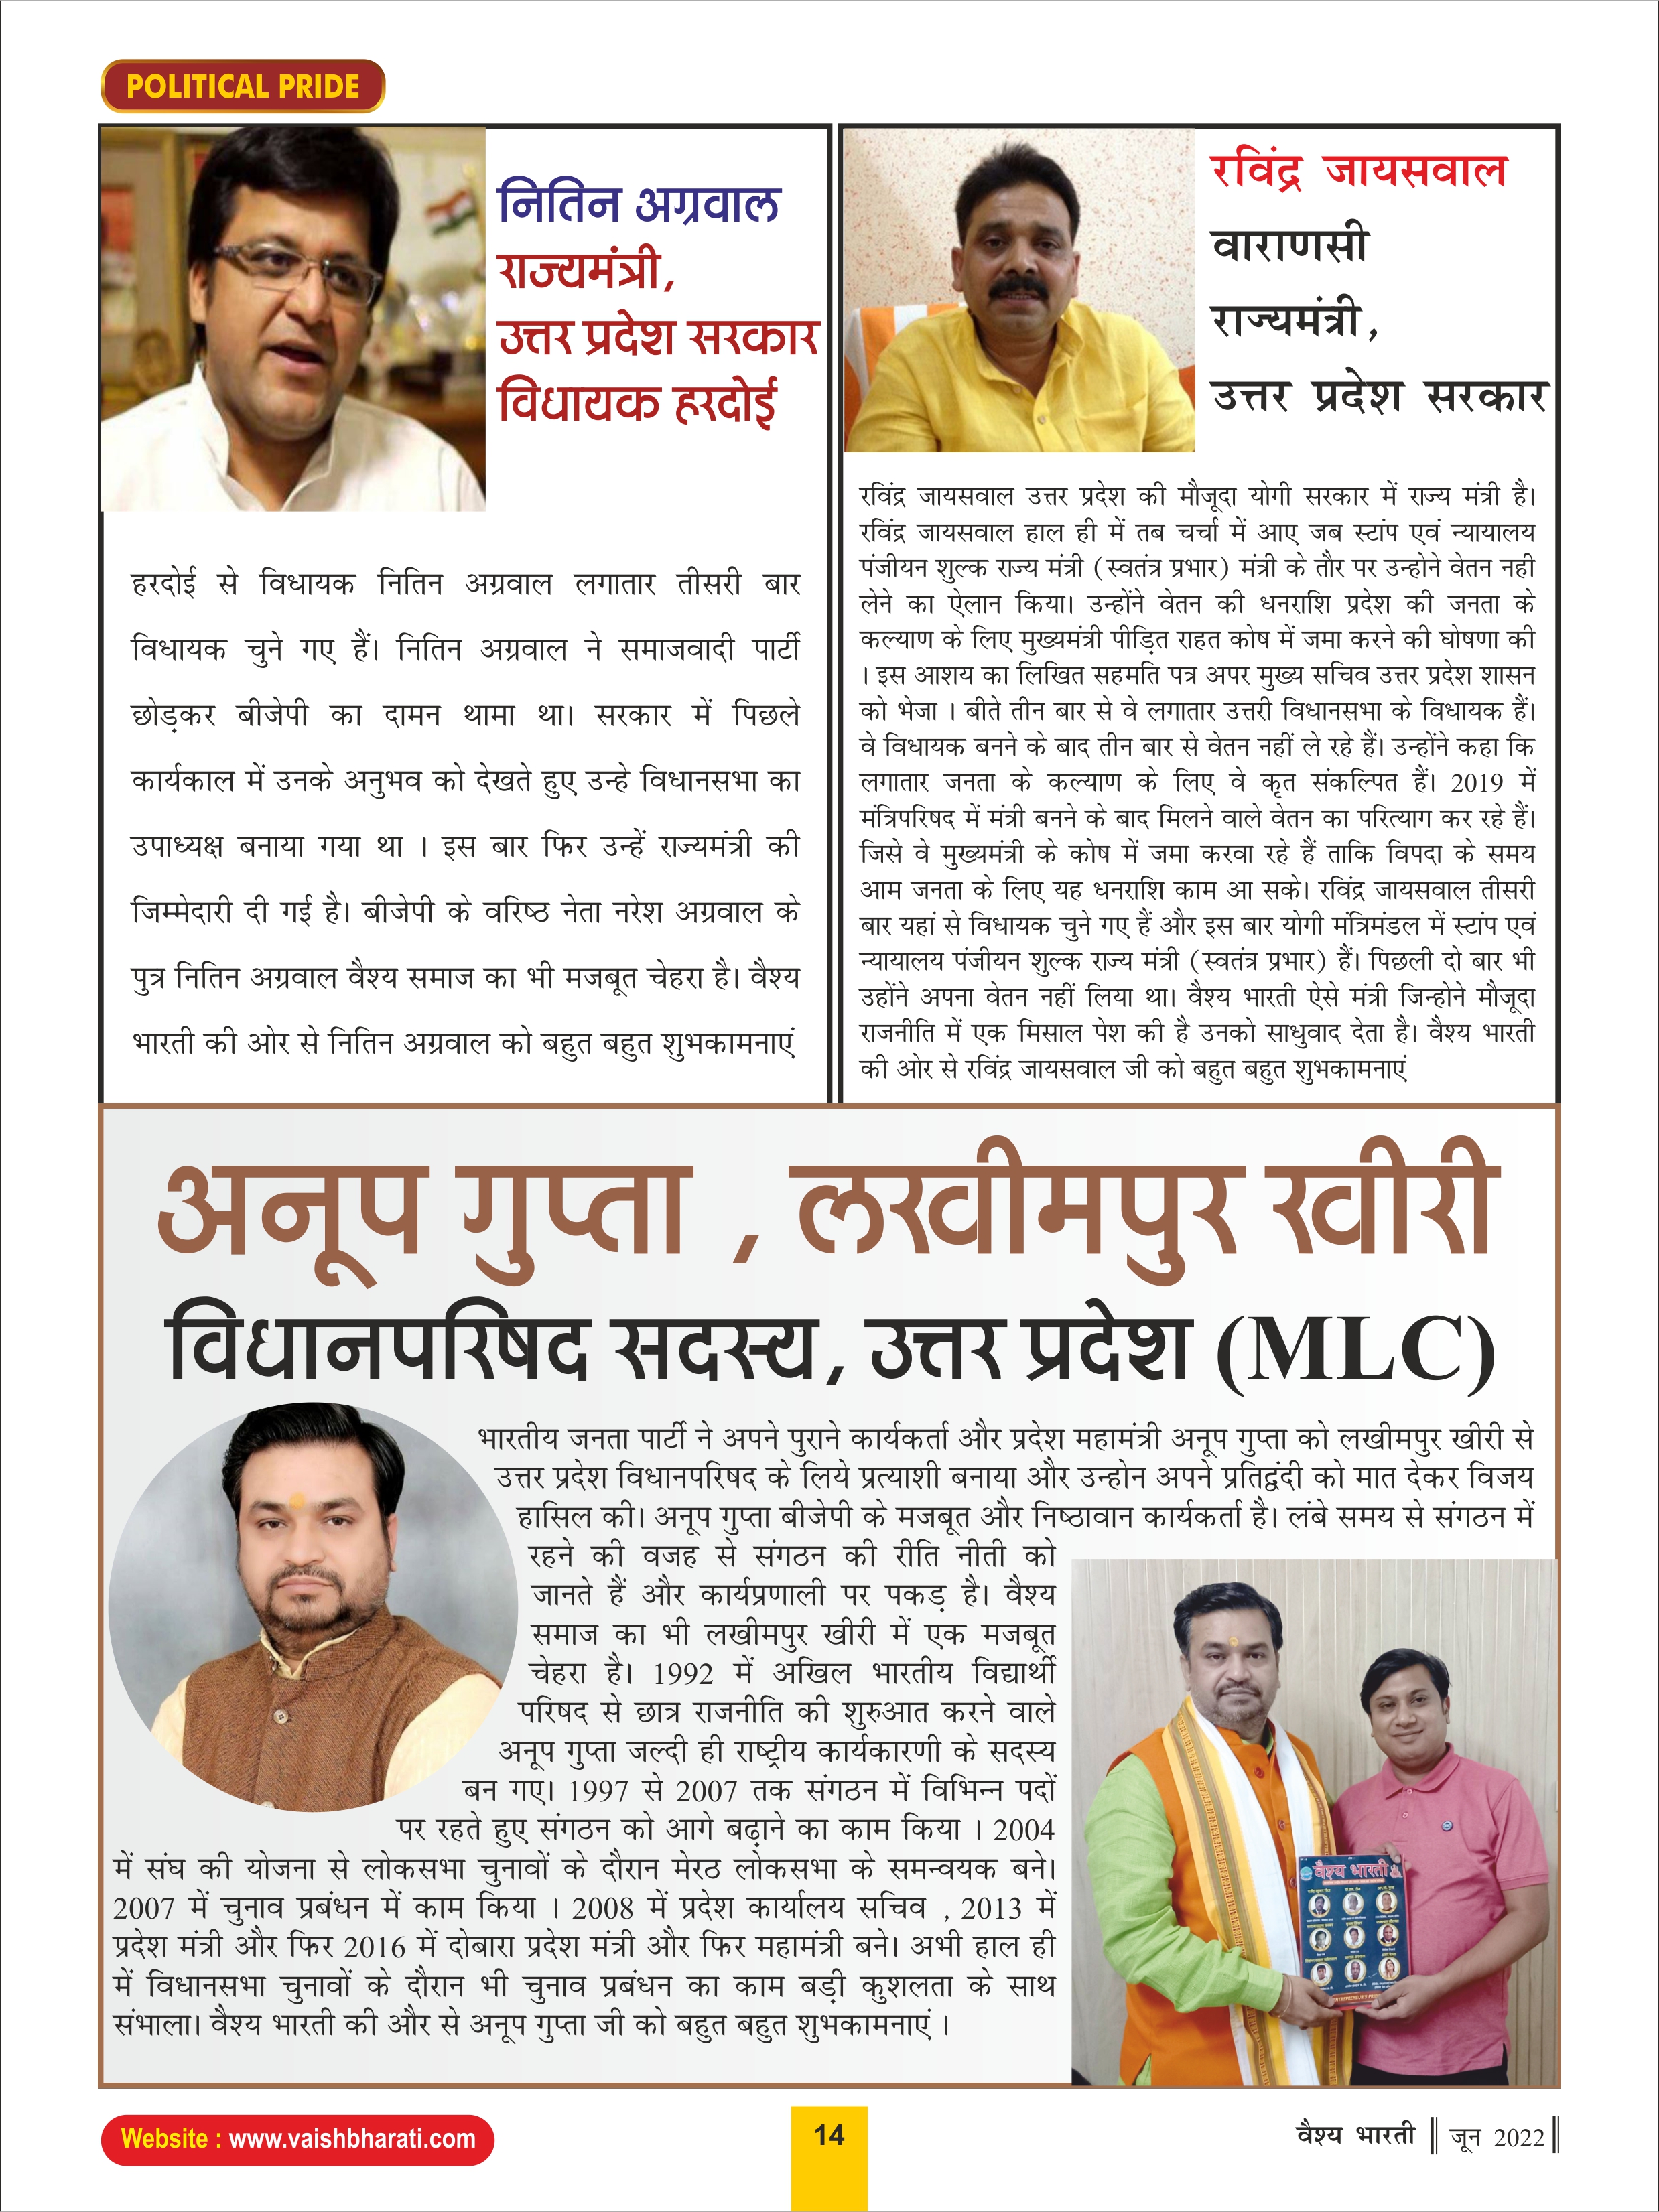 POLITICAL PRIDE
नितिन अग्रवाल
राज्यमंत्री,
उत्तर प्रदेश सरकार
विधायक हरदोई
हरदोई से विधायक नितिन अग्रवाल लगातार तीसरी बार
विधायक चुने गए हैं। नितिन अग्रवाल ने समाजवादी पार्टी
छोड़कर बीजेपी का दामन थामा था। सरकार में पिछले
कार्यकाल में उनके अनुभव को देखते हुए उन्हे विधानसभा का
उपाध्यक्ष बनाया गया था । इस बार फिर उन्हें राज्यमंत्री की
जिम्मेदारी दी गई है। बीजेपी के वरिष्ठ नेता नरेश अग्रवाल के
पुत्र नितिन अग्रवाल वैश्य समाज का भी मजबूत चेहरा है। वैश्य
भारती की ओर से नितिन अग्रवाल को बहुत बहुत शुभकामनाएं
रविंद्र जायसवाल
वाराणसी
राज्यमंत्री,
उत्तर प्रदेश सरकार
रविंद्र जायसवाल उत्तर प्रदेश की मौजूदा योगी सरकार में राज्य मंत्री है।
रविंद्र जायसवाल हाल ही में तब चर्चा में आए जब स्टांप एवं न्यायालय
पंजीयन शुल्क राज्य मंत्री (स्वतंत्र प्रभार) मंत्री के तौर पर उन्होने वेतन नही
लेने का ऐलान किया। उन्होंने वेतन की धनराशि प्रदेश की जनता के
कल्याण के लिए मुख्यमंत्री पीड़ित राहत कोष में जमा करने की घोषणा की
। इस आशय का लिखित सहमति पत्र अपर मुख्य सचिव उत्तर प्रदेश शासन
को भेजा । बीते तीन बार से वे लगातार उत्तरी विधानसभा के विधायक हैं।
वे विधायक बनने के बाद तीन बार से वेतन नहीं ले रहे हैं। उन्होंने कहा कि
लगातार जनता के कल्याण के लिए वे कृत संकल्पित हैं। 2019 में
मंत्रिपरिषद में मंत्री बनने के बाद मिलने वाले वेतन का परित्याग कर रहे हैं।
जिसे वे मुख्यमंत्री के कोष में जमा करवा रहे हैं ताकि विपदा के समय
आम जनता के लिए यह धनराशि काम आ सके। रविंद्र जायसवाल तीसरी
बार यहां से विधायक चुने गए हैं और इस बार योगी मंत्रिमंडल में स्टांप एवं
न्यायालय पंजीयन शुल्क राज्य मंत्री (स्वतंत्र प्रभार) हैं। पिछली दो बार भी
उहोंने अपना वेतन नहीं लिया था। वैश्य भारती ऐसे मंत्री जिन्होने मौजूदा
राजनीति में एक मिसाल पेश की है उनको साधुवाद देता है। वैश्य भारती
की ओर से रविंद्र जायसवाल जी को बहुत बहुत शुभकामनाएं
अनूप गुप्ता , लखीमपुर खीरी
विधानपरिषद सदस्य, उत्तर प्रदेश (MLC)
भारतीय जनता पार्टी ने अपने पुराने कार्यकर्ता और प्रदेश महामंत्री अनूप गुप्ता को लखीमपुर खीरी से
उत्तर प्रदेश विधानपरिषद के लिये प्रत्याशी बनाया और उन्होन अपने प्रतिद्वंदी को मात देकर विजय
हासिल की। अनूप गुप्ता बीजेपी के मजबूत और निष्ठावान कार्यकर्ता है। लंबे समय से संगठन में
रहने की वजह से संगठन की रीति नीती को
जानते हैं और कार्यप्रणाली पर पकड़ है। वैश्य
समाज का भी लखीमपुर खीरी में एक मजबूत
चेहरा है। 1992 में अखिल भारतीय विद्यार्थी
परिषद से छात्र राजनीति की शुरुआत करने वाले
अनूप गुप्ता जल्दी ही राष्ट्रीय कार्यकारणी के सदस्य
बन गए। 1997 से 2007 तक संगठन में विभिन्न पदों
पर रहते हुए संगठन को आगे बढ़ाने का काम किया । 2004
में संघ की योजना से लोकसभा चुनावों के दौरान मेरठ लोकसभा के समन्वयक बने।
2007 में चुनाव प्रबंधन में काम किया । 2008 में प्रदेश कार्यालय सचिव , 2013 में
प्रदेश मंत्री और फिर 2016 में दोबारा प्रदेश मंत्री और फिर महामंत्री बने। अभी हाल ही
में विधानसभा चुनावों के दौरान भी चुनाव प्रबंधन का काम बड़ी कुशलता के साथ
संभाला। वैश्य भारती की और से अनूप गुप्ता जी को बहुत बहुत शुभकामनाएं ।
वैश्य भारती
Website : www.vaishbharati.com
14
वैश्य भारती || जून 2022 ||